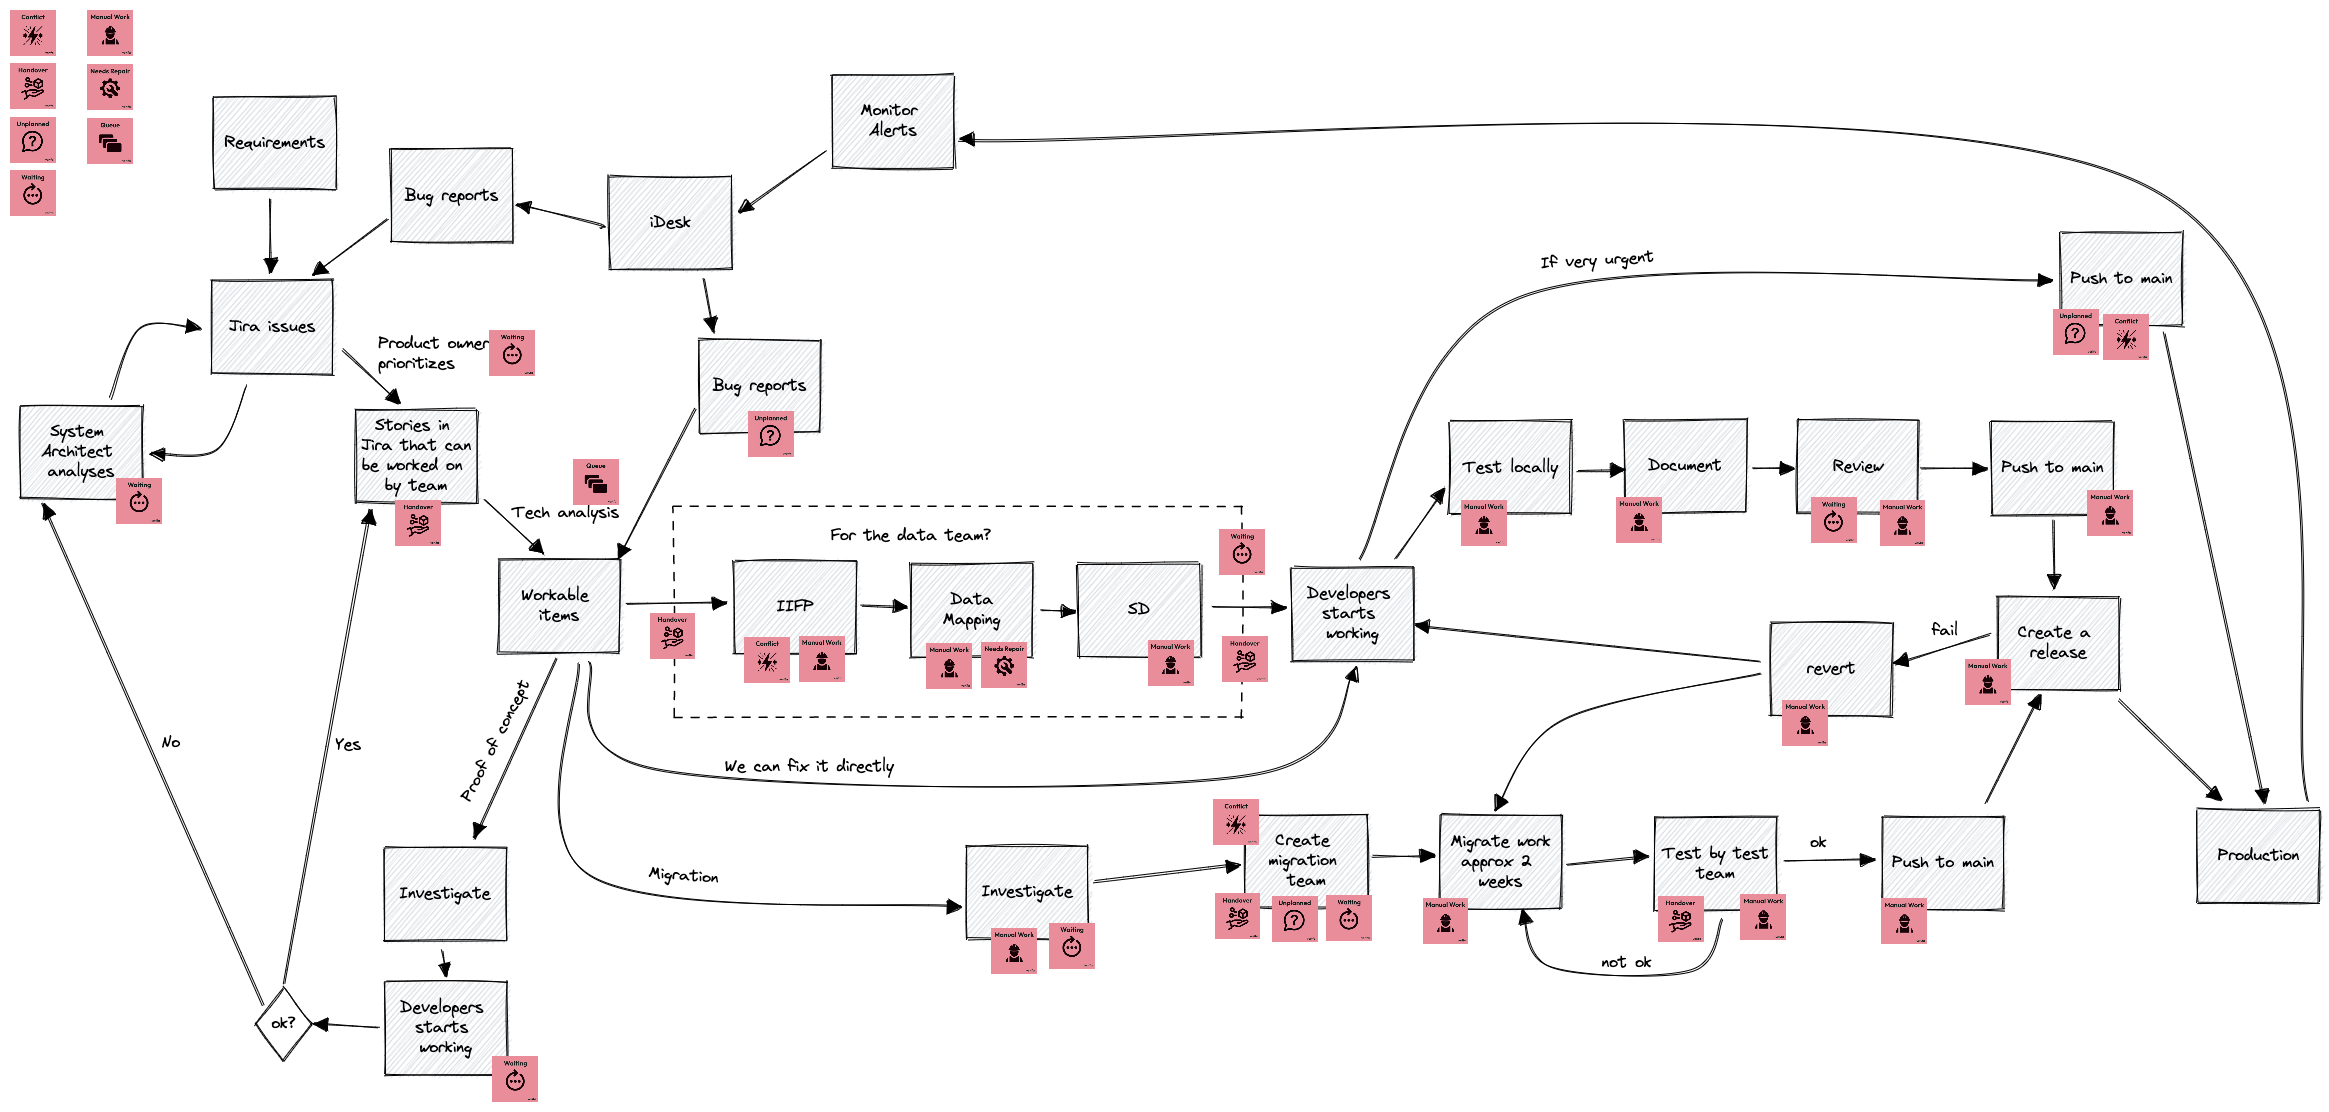 Conflict
Manual Work
Handover
Needs Repair
Unplanned
Queue
Waiting
Requirements
Bug reports
iDesk
Monitor
Alerts
Jira issues
Product owner
prioritizes
Waiting
System
Architect
analyses
Waiting
Stories in
Jira that can
be worked on
by team
Handover
Bug reports
Unplanned
Queue
Tech analysis
Workable
items
Handover
For the data team?
IIFP
Conflict
Manual Work
Data
Mapping
Manual Work
Needs Repair
SD
Manual Work
Waiting
Handover
Developers
starts
working
If very urgent
Push to main
Unplanned
Conflict
Test locally
Manual Work
Document
Manual Work
Review
Waiting
Manual Work
Push to main
Manual Work
Create a
release
Manual Work
fail
revert
Manual Work
No
Yes
Proof of concept
We can fix it directly
Migration
Investigate
Developers
starts
working
Waiting
ok?
Investigate
Manual Work
Waiting
Conflict
Create
migration
team
Handover
Unplanned
Waiting
Migrate work
approx 2
weeks
Manual Work
Test by test
team
Handover
Manual Work
ok
not ok
Push to main
Manual Work
Production